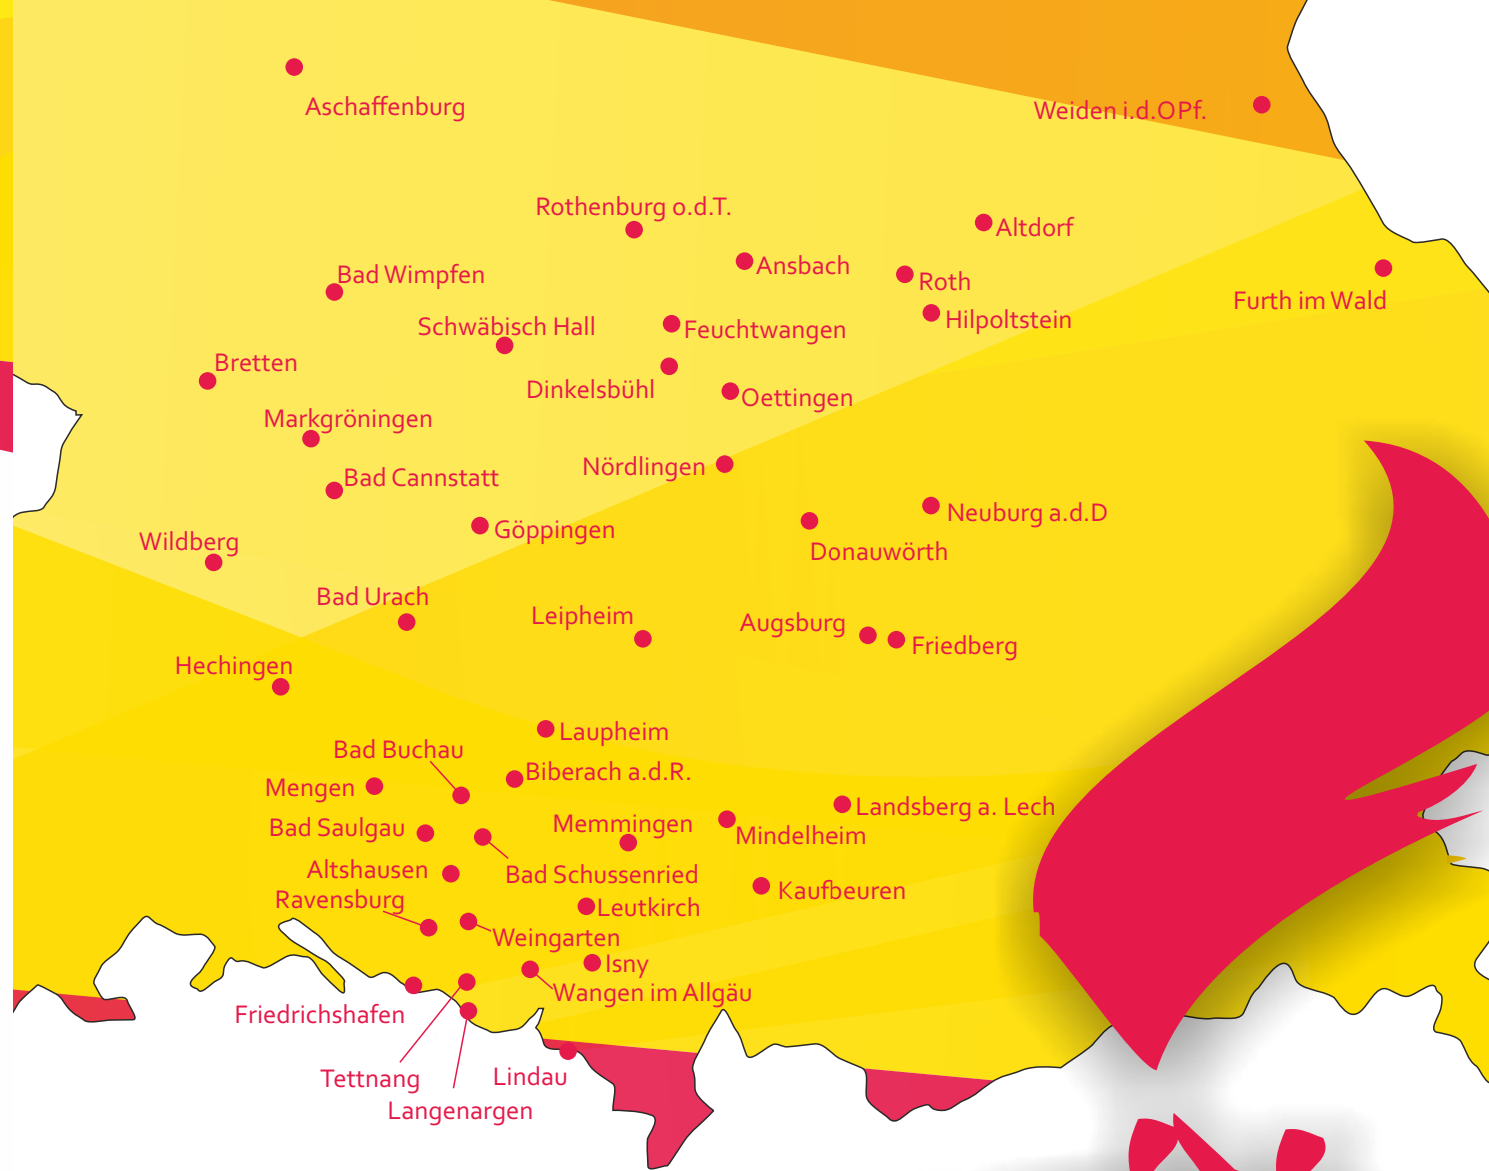 Aschaffenburg
Weiden i.d.OPf.
Rothenburg o.d.T.
Altdorf
Ansbach
Bad Wimpfen
Roth
Furth im Wald
Hilpoltstein
Schwäbisch Hall
Feuchtwangen
Bretten
Dinkelsbühl
Oettingen
Markgröningen
Nördlingen
Bad Cannstatt
Neuburg a.d.D
Göppingen
Wildberg
Donauwörth
Bad Urach
Leipheim
Augsburg
Friedberg
Hechingen
Laupheim
Bad Buchau
Biberach a.d.R.
Mengen
Landsberg a. Lech
Bad Saulgau
Memmingen
Mindelheim
Altshausen
Bad Schussenried
Kaufbeuren
Ravensburg
Leutkirch
Weingarten
Isny
Wangen im Allgäu
Friedrichshafen
Tettnang
Lindau
Langenargen